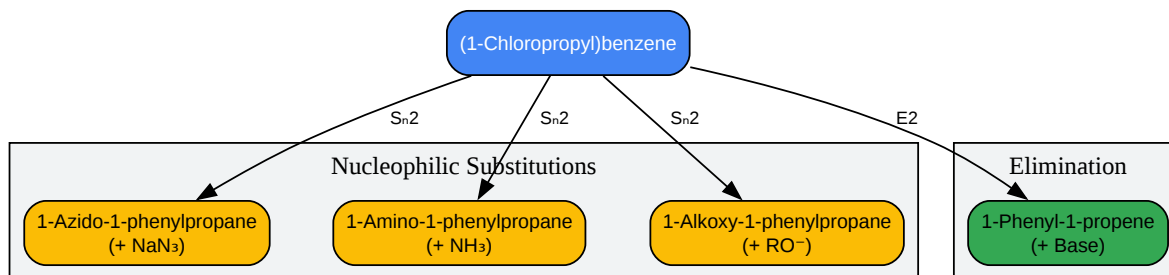 (1-Chloropropyl)benzene
Sₙ2
Sₙ2
Sₙ2
E2
Nucleophilic Substitutions
Elimination
1-Azido-1-phenylpropane
(+ NaN₃)
1-Amino-1-phenylpropane
(+ NH₃)
1-Alkoxy-1-phenylpropane
(+ RO⁻)
1-Phenyl-1-propene
(+ Base)